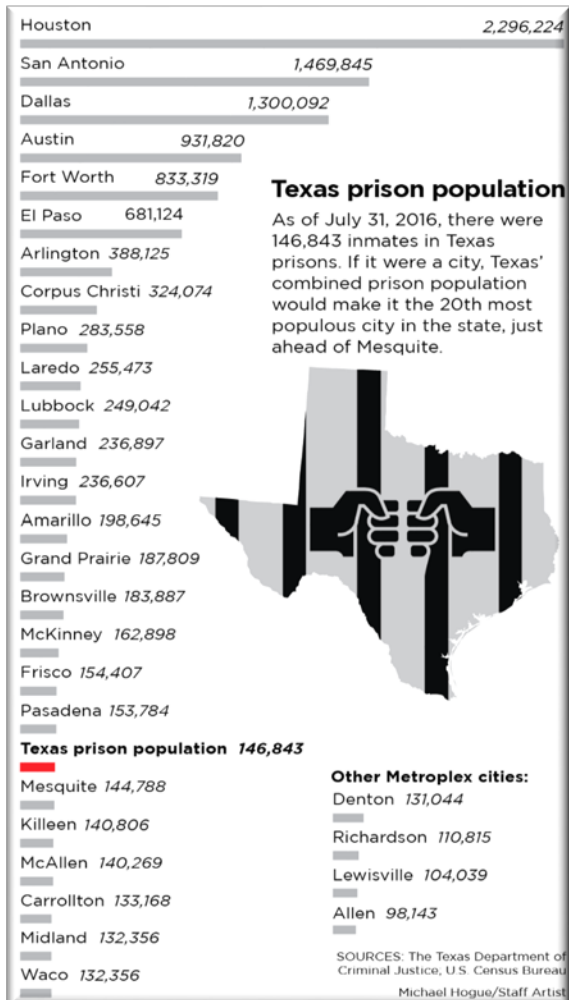 Houston 2,296,224
San Antonio 1,469,845
Dallas 1,300,092
Austin 931,820
Fort Worth 833,319
El Paso 681,124
Arlington 388,125
Corpus Christi 324,074
Plano 283,558
Laredo 255,473
Lubbock 249,042
Garland 236,897
Irving 236,607
Amarillo 198,645
Grand Prairie 187,809
Brownsville 183,887
McKinney 162,898
Frisco 154,407
Pasadena 153,784
Texas prison population 146,843
Mesquite 144,788
Killeen 140,806
McAllen 140,269
Carrollton 133,168
Midland 132,356
Waco 132,356
Texas prison population
As of July 31, 2016, there were
146,843 inmates in Texas
prisons. If it were a city, Texas'
combined prison population
would make it the 20th most
populous city in the state, just
ahead of Mesquite.
Other Metroplex cities:
Denton 131,044
Richardson 110,815
Lewisville 104,039
Allen 98,143
SOURCES: The Texas Department of
Criminal Justice, U.S. Census Bureau
Michael Hogue/Staff Artist